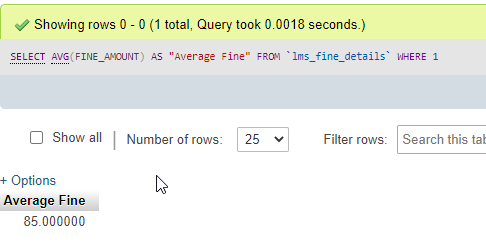 Showing rows 0 - 0 (1 total, Query took 0.0018 seconds.)
SELECT AVG(FINE_AMOUNT) AS "Average Fine" FROM `lms_fine_details` WHERE 1
Show all | Number of rows: 25 Filter rows: Search this tab
+ Options
Average Fine
85.000000